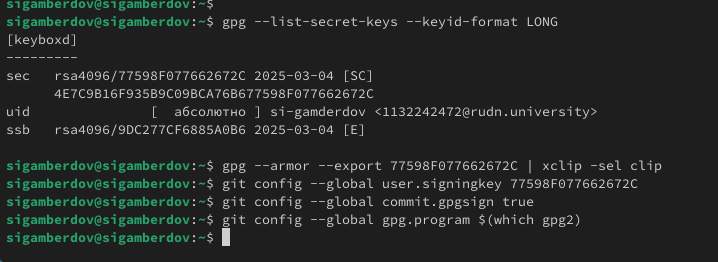 sigamberdov@sigamberdov:~$
sigamberdov@sigamberdov:~$ gpg --list-secret-keys --keyid-format LONG
[keyboxd]
---------
sec   rsa4096/77598F077662672C 2025-03-04 [SC]
      4E7C9B16F935B9C09BCA76B677598F077662672C
uid              [  абсолютно ] si-gamderdov <1132242472@rudn.university>
ssb   rsa4096/9DC277CF6885A0B6 2025-03-04 [E]
sigamberdov@sigamberdov:~$ gpg --armor --export 77598F077662672C | xclip -sel clip
sigamberdov@sigamberdov:~$ git config --global user.signingkey 77598F077662672C
sigamberdov@sigamberdov:~$ git config --global commit.gpgsign true
sigamberdov@sigamberdov:~$ git config --global gpg.program $(which gpg2)
sigamberdov@sigamberdov:~$